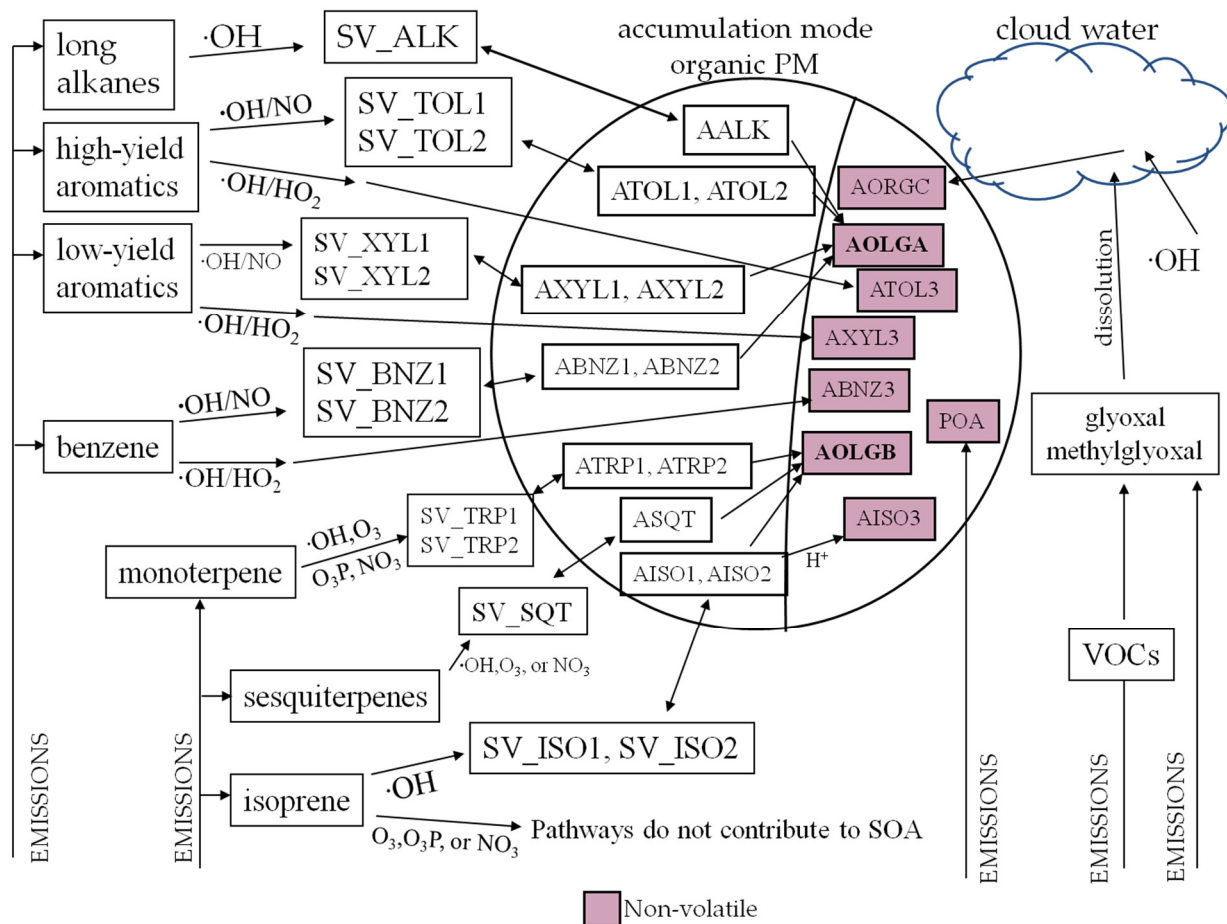 long
alkanes
·OH
SV_ALK
accumulation mode
organic PM
cloud water
high-yield
aromatics
·OH/NO
·OH/HO₂
SV_TOL1
SV_TOL2
AALK
ATOL1, ATOL2
AORGC
AOLGA
ATOL3
·OH
dissolution
low-yield
aromatics
·OH/NO
·OH/HO₂
SV_XYL1
SV_XYL2
AXYL1, AXYL2
AXYL3
benzene
·OH/NO
·OH/HO₂
SV_BNZ1
SV_BNZ2
ABNZ1, ABNZ2
ABNZ3
POA
glyoxal
methylglyoxal
monoterpene
·OH,O₃
O₃P, NO₃
SV_TRP1
SV_TRP2
ATRP1, ATRP2
AOLGB
ASQT
AISO1, AISO2
H⁺
AISO3
sesquiterpenes
·OH,O₃, or NO₃
SV_SQT
VOCs
isoprene
·OH
SV_ISO1, SV_ISO2
O₃,O₃P, or NO₃
Pathways do not contribute to SOA
EMISSIONS
EMISSIONS
EMISSIONS
EMISSIONS
EMISSIONS
Non-volatile